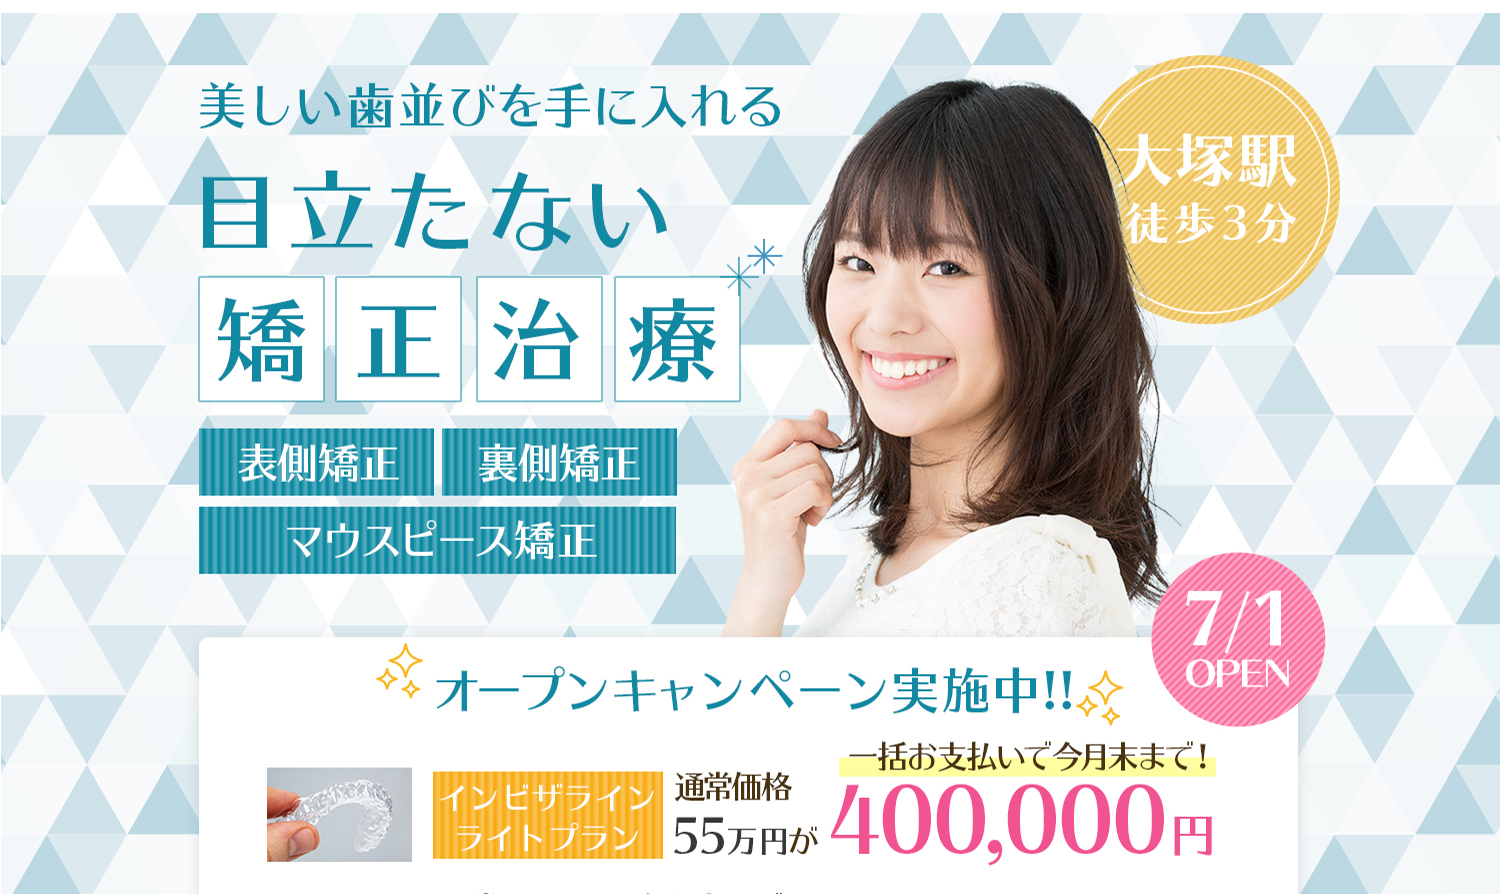 美しい歯並びを手に入れる
目立たない
矯正治療
表側矯正
裏側矯正
マウスピース矯正
大塚駅
徒歩3分
7/1
OPEN
オープンキャンペーン実施中!!
インビザライン
ライトプラン
通常価格
55万円が
一括お支払いで今月末まで!
400,000円